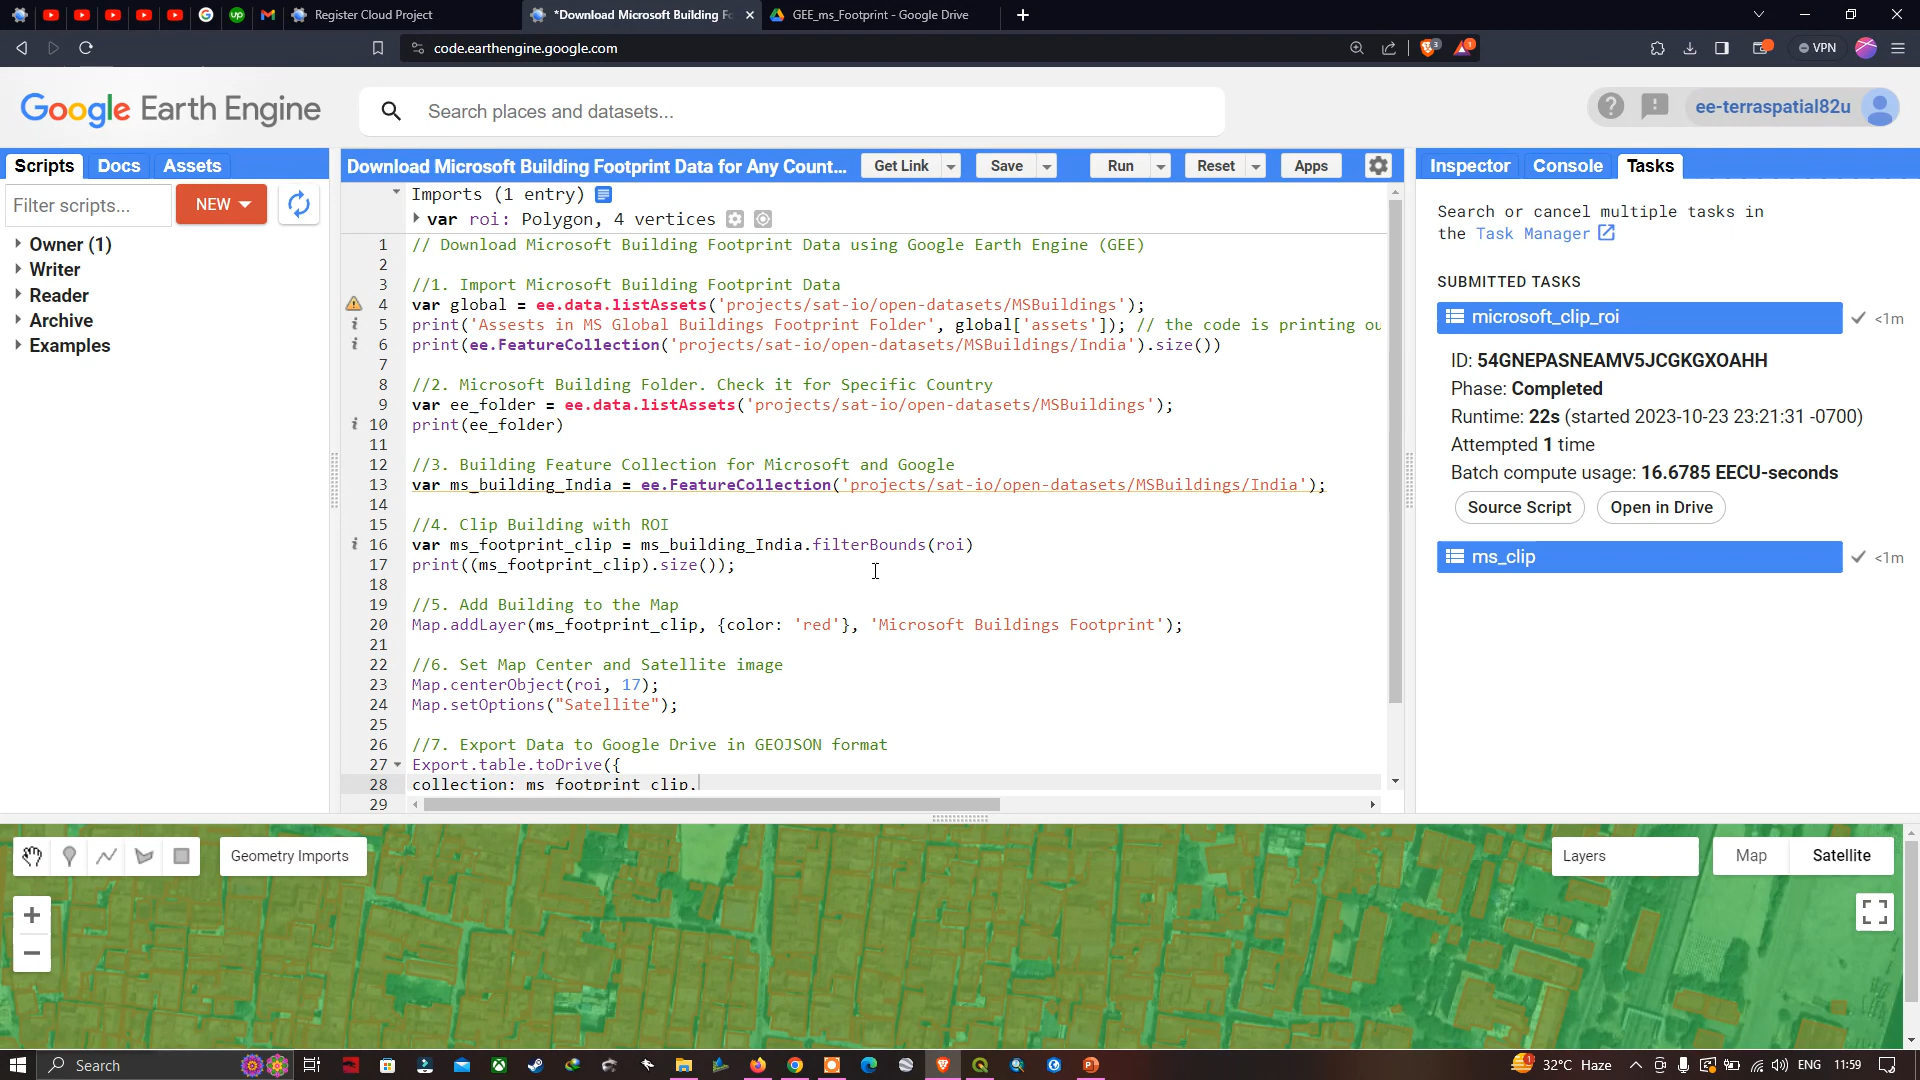 Register Cloud Project
*Download Microsoft Building Fo
GEE_ms_Footprint - Google Drive
code.earthengine.google.com
VPN
Google Earth Engine
Search places and datasets...
ee-terraspatial82u
Scripts Docs Assets
Filter scripts...
NEW
Owner (1)
Writer
Reader
Archive
Examples
Download Microsoft Building Footprint Data for Any Count...
Get Link
Save
Run
Reset
Apps
Imports (1 entry)
var roi: Polygon, 4 vertices
1 // Download Microsoft Building Footprint Data using Google Earth Engine (GEE)
2
3 //1. Import Microsoft Building Footprint Data
4 var global = ee.data.listAssets('projects/sat-io/open-datasets/MSBuildings');
5 print('Assests in MS Global Buildings Footprint Folder', global['assets']); // the code is printing ou
6 print(ee.FeatureCollection('projects/sat-io/open-datasets/MSBuildings/India').size())
7
8 //2. Microsoft Building Folder. Check it for Specific Country
9 var ee_folder = ee.data.listAssets('projects/sat-io/open-datasets/MSBuildings');
10 print(ee_folder)
11
12 //3. Building Feature Collection for Microsoft and Google
13 var ms_building_India = ee.FeatureCollection('projects/sat-io/open-datasets/MSBuildings/India');
14
15 //4. Clip Building with ROI
16 var ms_footprint_clip = ms_building_India.filterBounds(roi)
17 print((ms_footprint_clip).size());
18
19 //5. Add Building to the Map
20 Map.addLayer(ms_footprint_clip, {color: 'red'}, 'Microsoft Buildings Footprint');
21
22 //6. Set Map Center and Satellite image
23 Map.centerObject(roi, 17);
24 Map.setOptions("Satellite");
25
26 //7. Export Data to Google Drive in GEOJSON format
27 Export.table.toDrive({
28 collection: ms_footprint_clip.
29
Inspector Console Tasks
Search or cancel multiple tasks in
the Task Manager
SUBMITTED TASKS
microsoft_clip_roi
<1m
ID: 54GNEPASNEAMV5JCGKGXOAHH
Phase: Completed
Runtime: 22s (started 2023-10-23 23:21:31 -0700)
Attempted 1 time
Batch compute usage: 16.6785 EECU-seconds
Source Script
Open in Drive
ms_clip
<1m
Geometry Imports
Layers
Map
Satellite
Search
32°C Haze
ENG
11:59